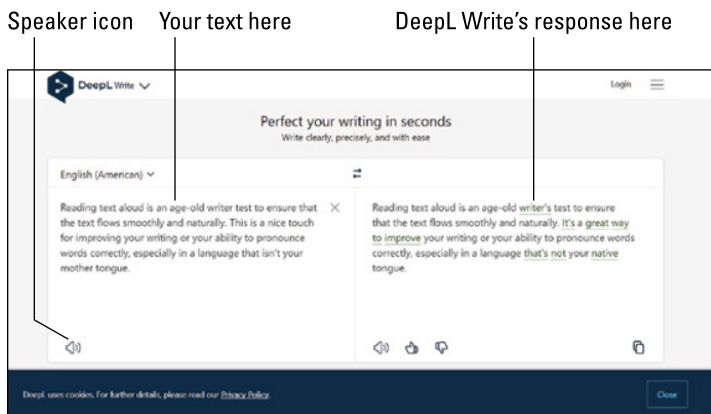 Speaker icon Your text here DeepL Write's response here
DeepL Write Login
Perfect your writing in seconds
Write clearly, precisely, and with ease
English (American)
Reading text aloud is an age-old writer test to ensure that
the text flows smoothly and naturally. This is a nice touch
for improving your writing or your ability to pronounce
words correctly, especially in a language that isn't your
mother tongue.
Reading text aloud is an age-old writer's test to ensure
that the text flows smoothly and naturally. It's a great way
to improve your writing or your ability to pronounce words
correctly, especially in a language that's not your native
tongue.
DeepL uses cookies. For further details, please read our Privacy Policy. Close